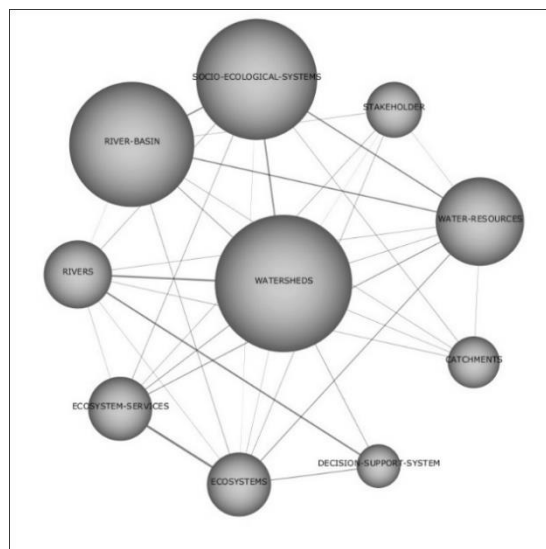 SOCIO-ECOLOGICAL-SYSTEMS
STAKEHOLDER
RIVER-BASIN
WATER-RESOURCES
RIVERS
WATERSHEDS
CATCHMENTS
ECOSYSTEM-SERVICES
DECISION-SUPPORT-SYSTEM
ECOSYSTEMS